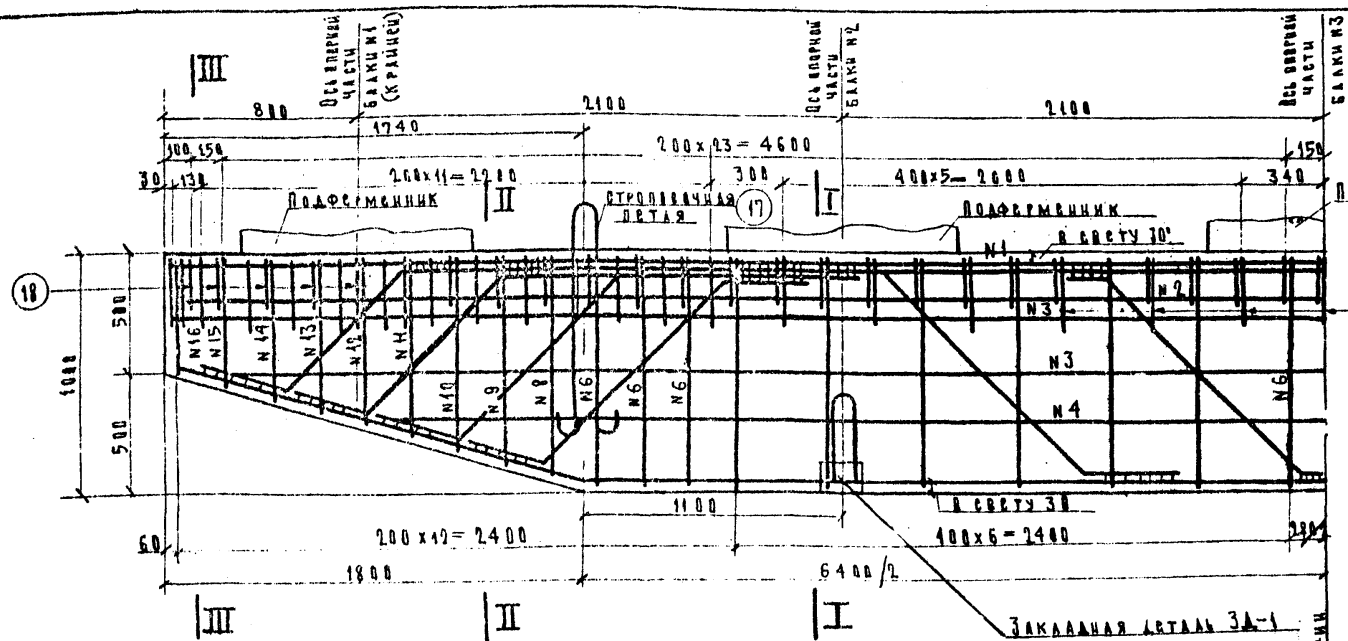 III
Ось опорной
части
балки N1
(крайней)
Ось опорной
части
балки N2
Ось опорной
части
балки N3
800
2100
2100
1740
100 150
200x23=4600
150
30
130
200x11=2200
300
400x5=2000
340
Подферменник
II
Строповочная
петля
17
I
Подферменник
П
N1
в свету 30
18
N2
N3
500
1000
500
N16
N15
N14
N13
N12
N11
N10
N9
N8
N6
N6
N6
N3
N4
N6
1100
в свету 30
60
200x12=2400
400x6=2400
1800
6400/2
III
II
I
Закладная деталь ЗД-1